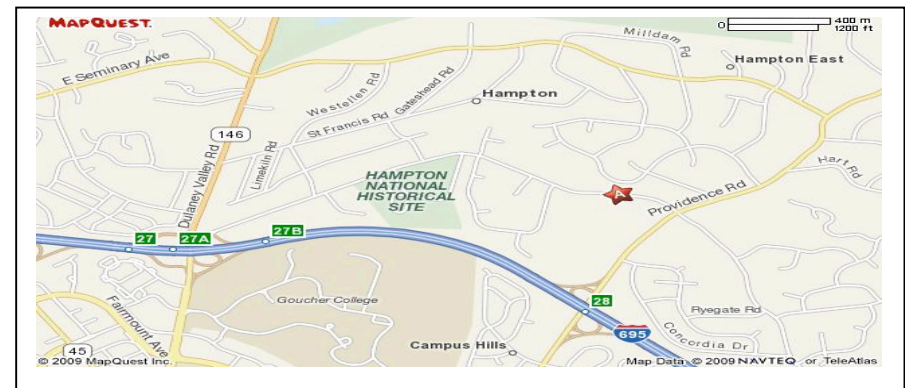 MAPQUEST.
0 400 m
1200 ft
Milldam Rd
E Seminary Ave
Hampton East
Westellen Rd
Gateshead Rd
Hampton
St Francis Rd
146
Limekiln Rd
Dulaney Valley Rd
HAMPTON
NATIONAL
HISTORICAL
SITE
Hart Rd
A
Providence Rd
27
27A
27B
Goucher College
28
Fairmount Ave
Ryegate Rd
695
Concordia Dr
45
Campus Hills
© 2009 MapQuest Inc.
Map Data © 2009 NAVTEQ or TeleAtlas